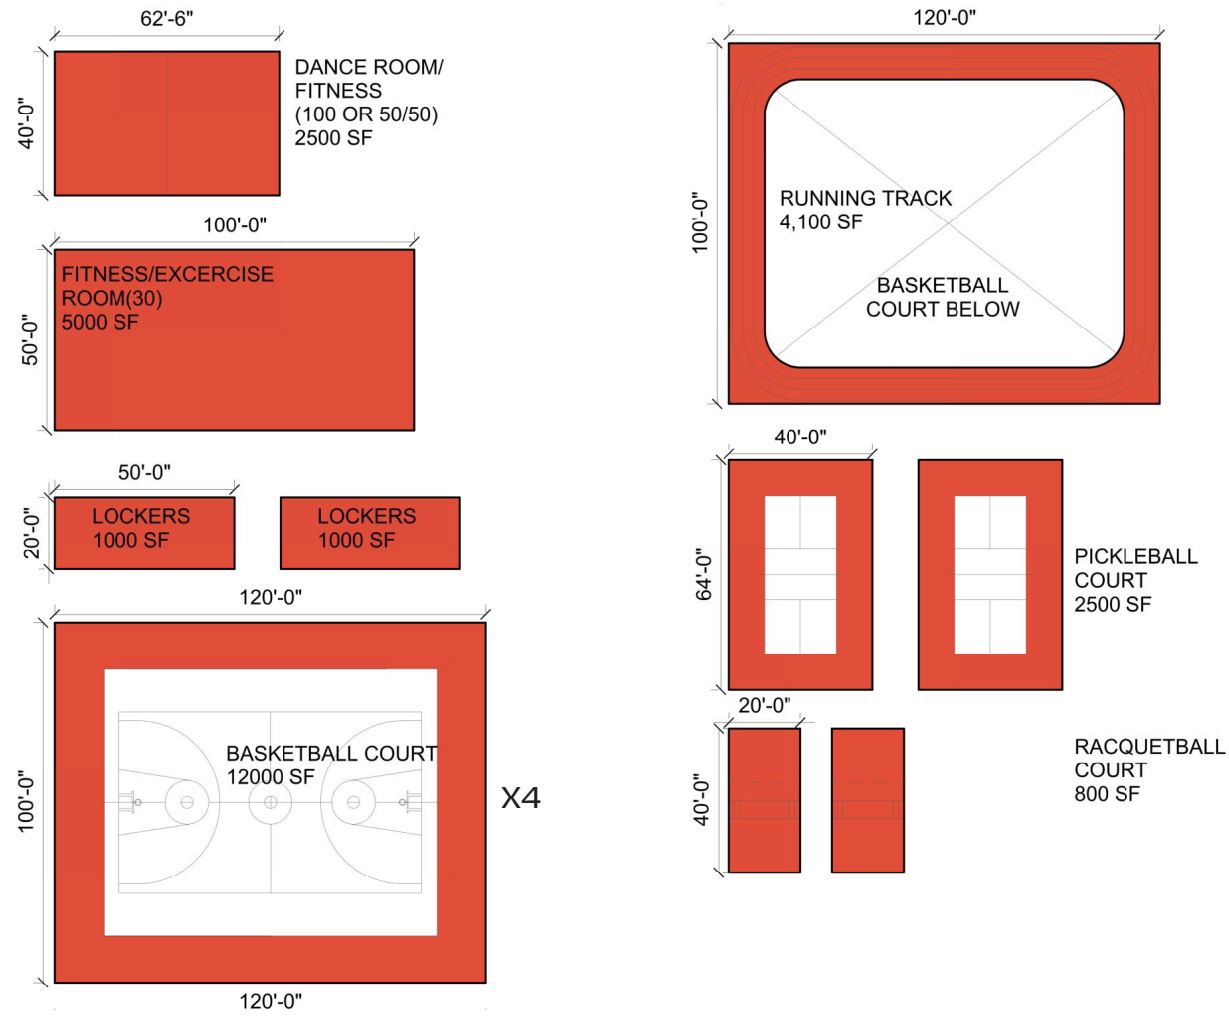 62'-6"
40'-0"
DANCE ROOM/
FITNESS
(100 OR 50/50)
2500 SF
100'-0"
50'-0"
FITNESS/EXCERCISE
ROOM(30)
5000 SF
50'-0"
20'-0"
LOCKERS
1000 SF
LOCKERS
1000 SF
120'-0"
100'-0"
BASKETBALL COURT
12000 SF
X4
120'-0"
120'-0"
100'-0"
RUNNING TRACK
4,100 SF
BASKETBALL
COURT BELOW
40'-0"
64'-0"
PICKLEBALL
COURT
2500 SF
20'-0"
40'-0"
RACQUETBALL
COURT
800 SF